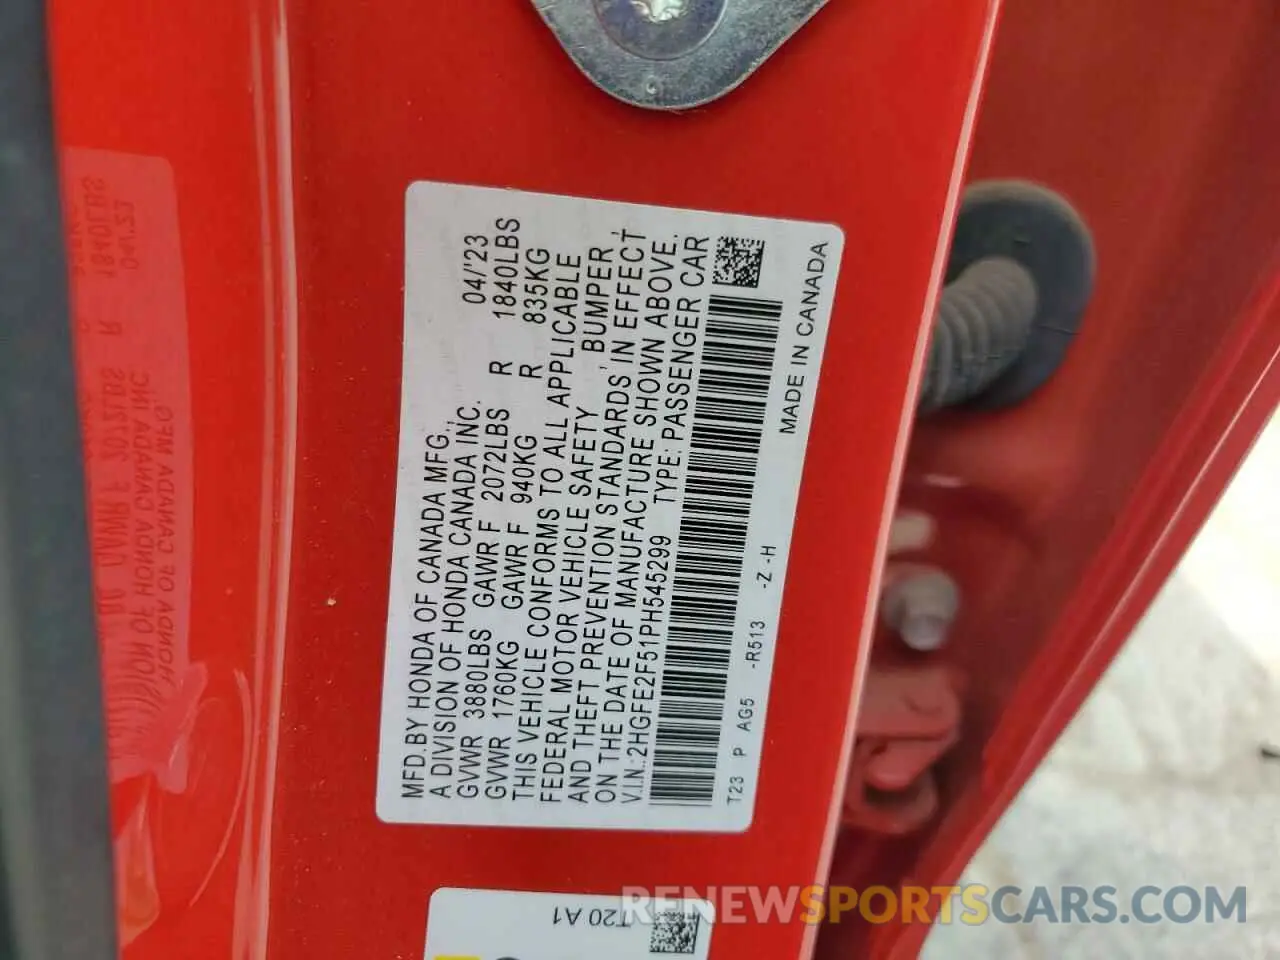 MFD.BY HONDA OF CANADA MFG.,
A DIVISION OF HONDA CANADA INC. 04/'23
GVWR 3880LBS GAWR F 2072LBS R 1840LBS
GVWR 1760KG GAWR F 940KG R 835KG
THIS VEHICLE CONFORMS TO ALL APPLICABLE
FEDERAL MOTOR VEHICLE SAFETY, BUMPER,
AND THEFT PREVENTION STANDARDS, IN EFFECT
ON THE DATE OF MANUFACTURE SHOWN ABOVE.
V.I.N.:2HGFE2F51PH545299 TYPE: PASSENGER CAR
T23 P AG5 -R513 -Z -H
MADE IN CANADA
T20 A1
RENEWSPORTSCARS.COM